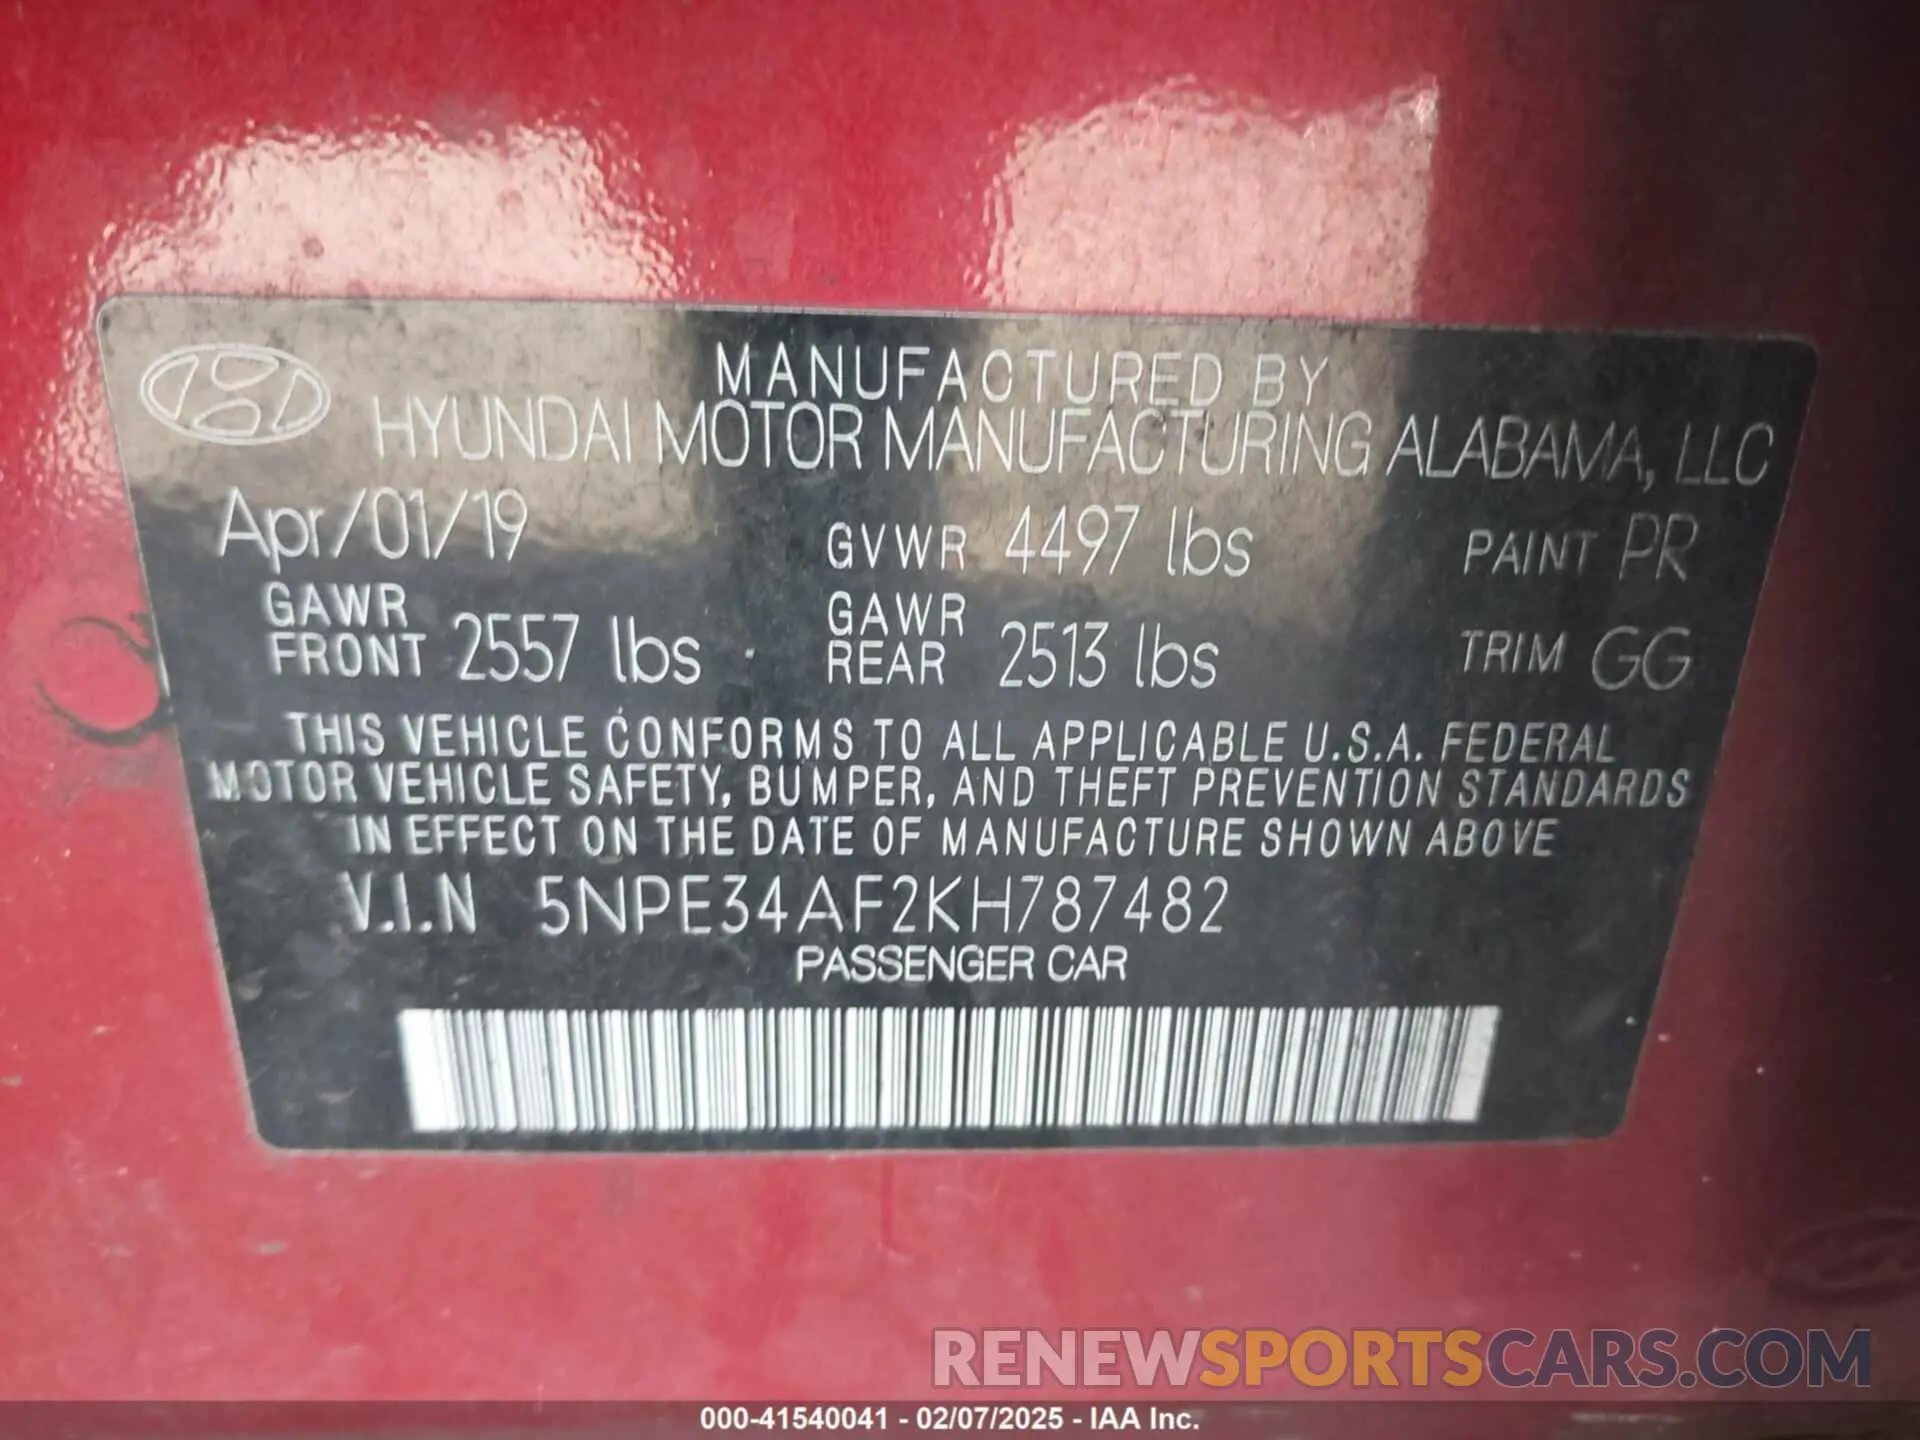 MANUFACTURED BY
HYUNDAI MOTOR MANUFACTURING ALABAMA, LLC
Apr/01/19 GVWR 4497 lbs PAINT PR
GAWR FRONT 2557 lbs GAWR REAR 2513 lbs TRIM GG
THIS VEHICLE CONFORMS TO ALL APPLICABLE U.S.A. FEDERAL
MOTOR VEHICLE SAFETY, BUMPER, AND THEFT PREVENTION STANDARDS
IN EFFECT ON THE DATE OF MANUFACTURE SHOWN ABOVE
V.I.N 5NPE34AF2KH787482
PASSENGER CAR
RENEWSPORTSCARS.COM
000-41540041 - 02/07/2025 - IAA Inc.